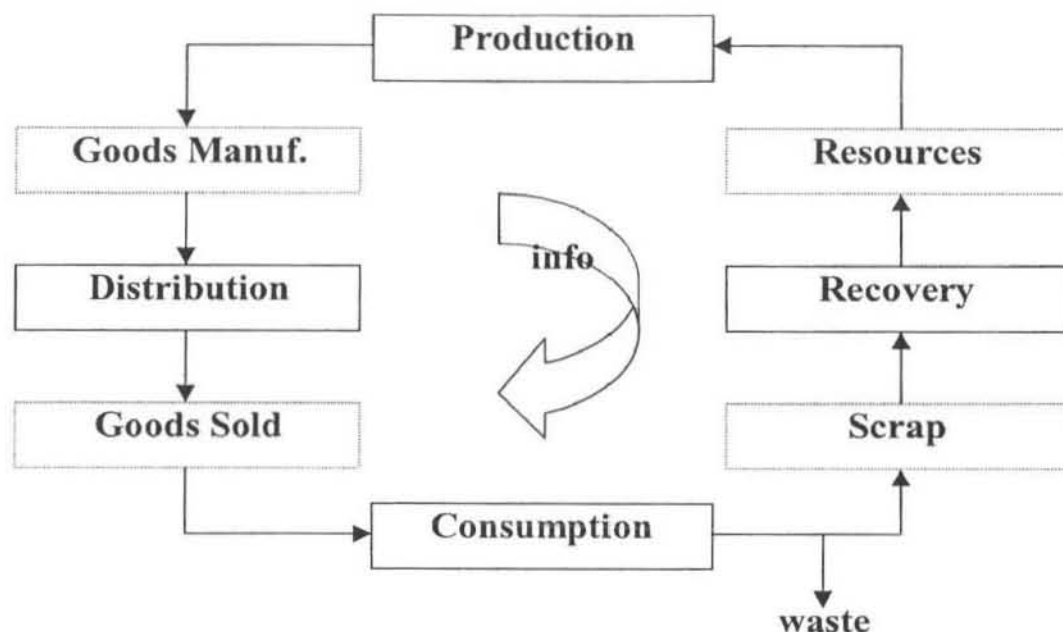 Production
Goods Manuf.
Resources
info
Distribution
Recovery
Goods Sold
Scrap
Consumption
waste